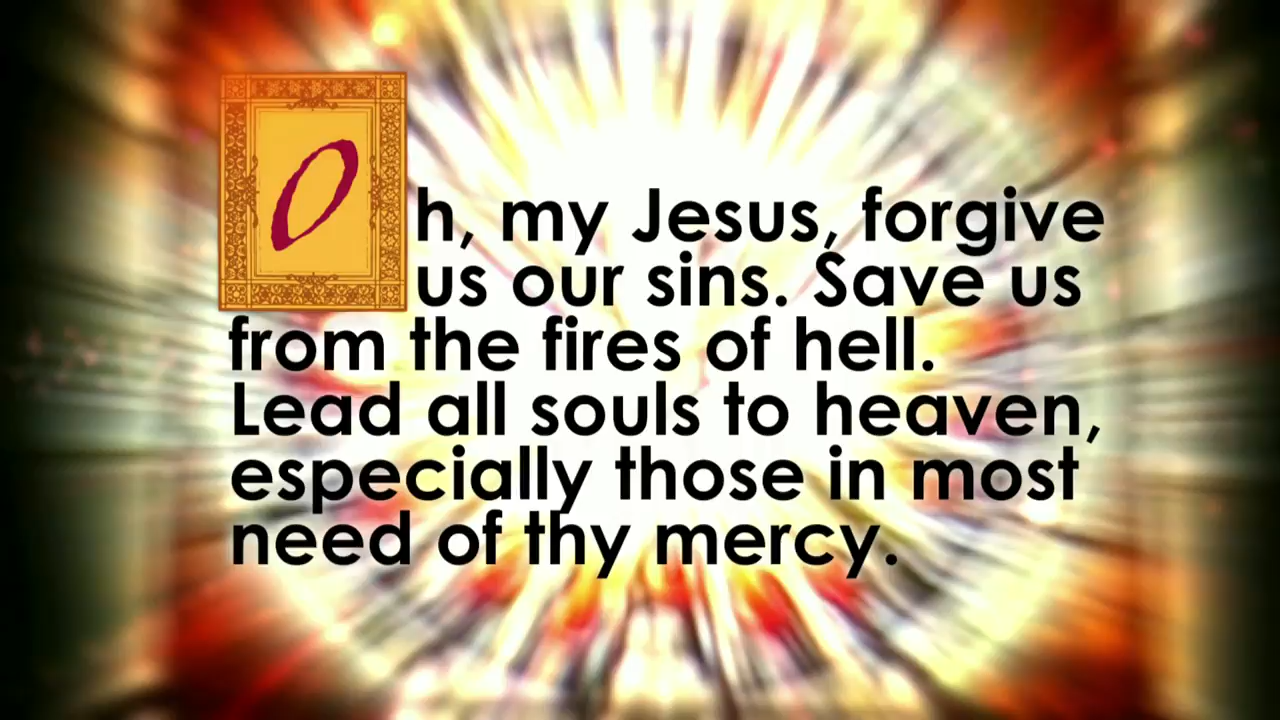 Oh, my Jesus, forgive
us our sins. Save us
from the fires of hell.
Lead all souls to heaven,
especially those in most
need of thy mercy.